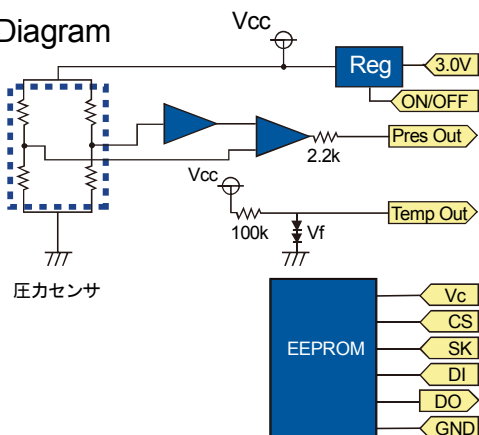 Diagram
Vcc
Reg
3.0V
ON/OFF
Pres Out
2.2k
Vcc
Temp Out
100k
Vf
圧力センサ
EEPROM
Vc
CS
SK
DI
DO
GND